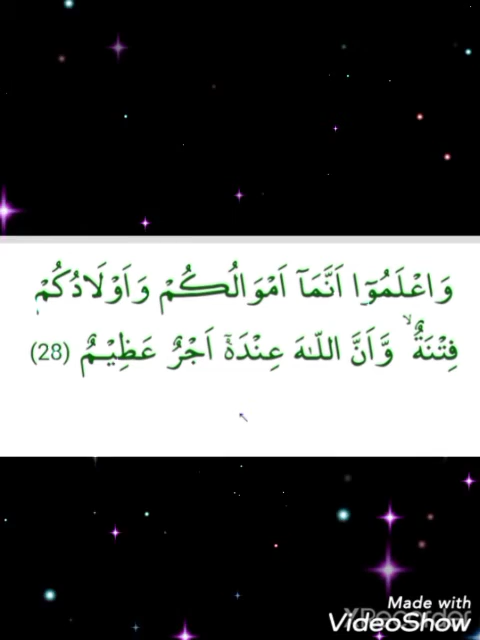 وَاعْلَمُوْٓا اَنَّمَآ اَمْوَالُكُمْ وَاَوْلَادُكُمْ
فِتْنَةٌ ۙ وَّاَنَّ اللّٰهَ عِنْدَهٗٓ اَجْرٌ عَظِيْمٌ (28)
Made with
VideoShow